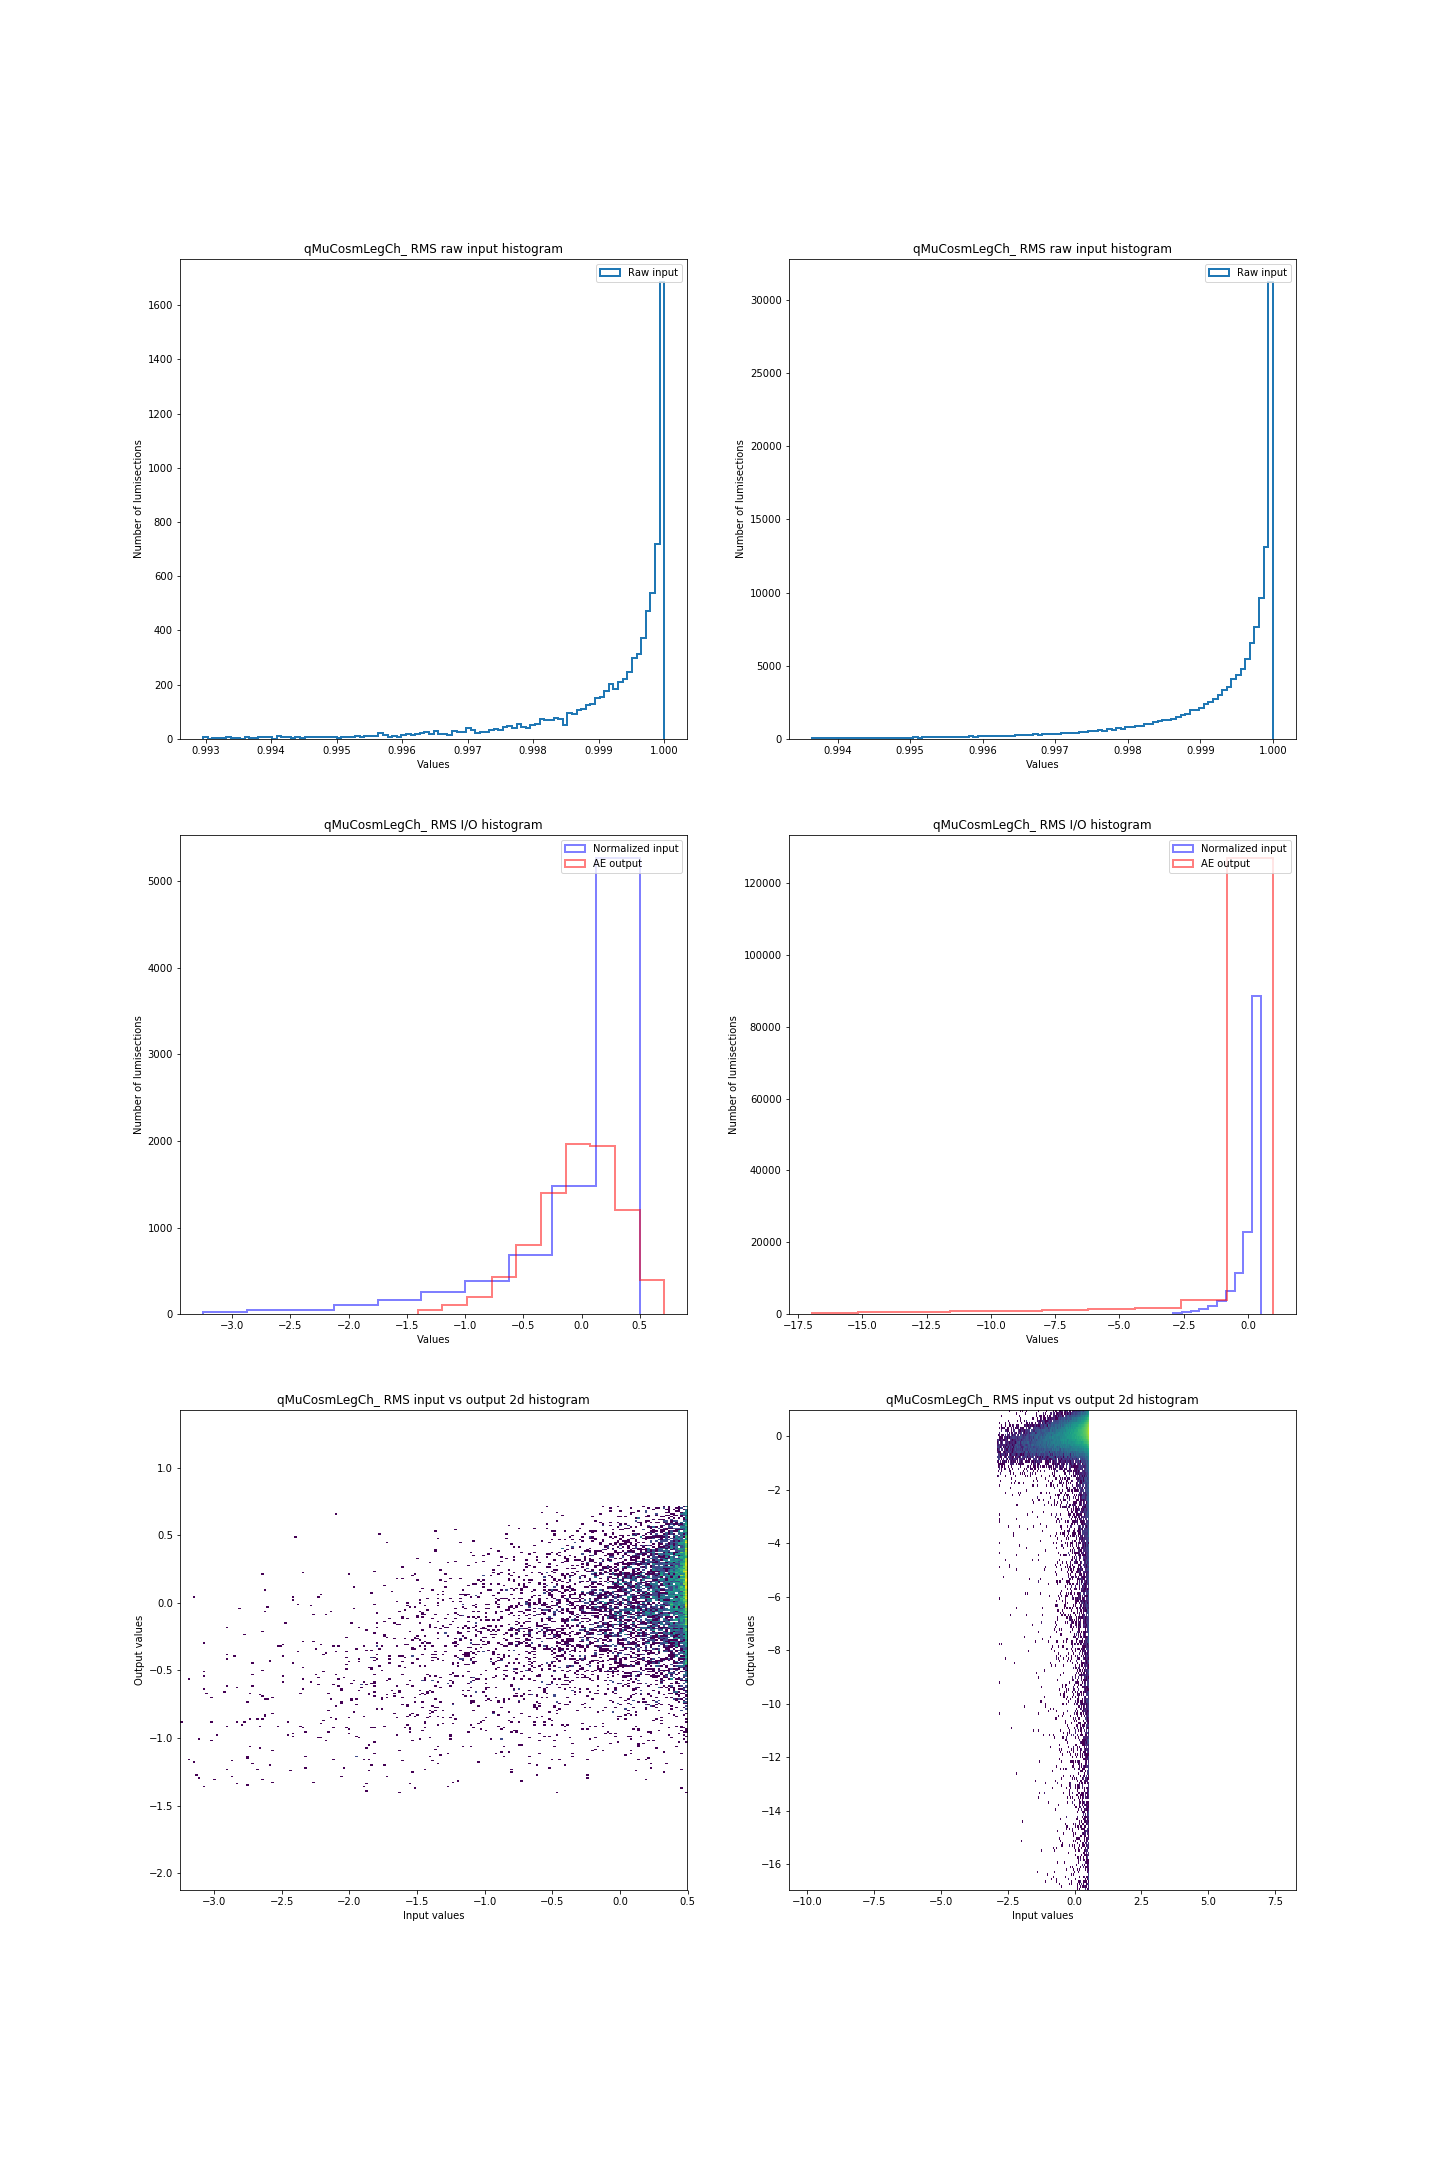 qMuCosmLegCh_ RMS raw input histogram
Raw input
1600
1400
1200
1000
800
600
400
200
0
Number of lumisections
0.993 0.994 0.995 0.996 0.997 0.998 0.999 1.000
Values
qMuCosmLegCh_ RMS raw input histogram
Raw input
30000
25000
20000
15000
10000
5000
0
Number of lumisections
0.994 0.995 0.996 0.997 0.998 0.999 1.000
Values
qMuCosmLegCh_ RMS I/O histogram
Normalized input
AE output
5000
4000
3000
2000
1000
0
Number of lumisections
−3.0 −2.5 −2.0 −1.5 −1.0 −0.5 0.0 0.5
Values
qMuCosmLegCh_ RMS I/O histogram
Normalized input
AE output
120000
100000
80000
60000
40000
20000
0
Number of lumisections
−17.5 −15.0 −12.5 −10.0 −7.5 −5.0 −2.5 0.0
Values
qMuCosmLegCh_ RMS input vs output 2d histogram
1.0
0.5
0.0
−0.5
−1.0
−1.5
−2.0
Output values
−3.0 −2.5 −2.0 −1.5 −1.0 −0.5 0.0 0.5
Input values
qMuCosmLegCh_ RMS input vs output 2d histogram
0
−2
−4
−6
−8
−10
−12
−14
−16
Output values
−10.0 −7.5 −5.0 −2.5 0.0 2.5 5.0 7.5
Input values